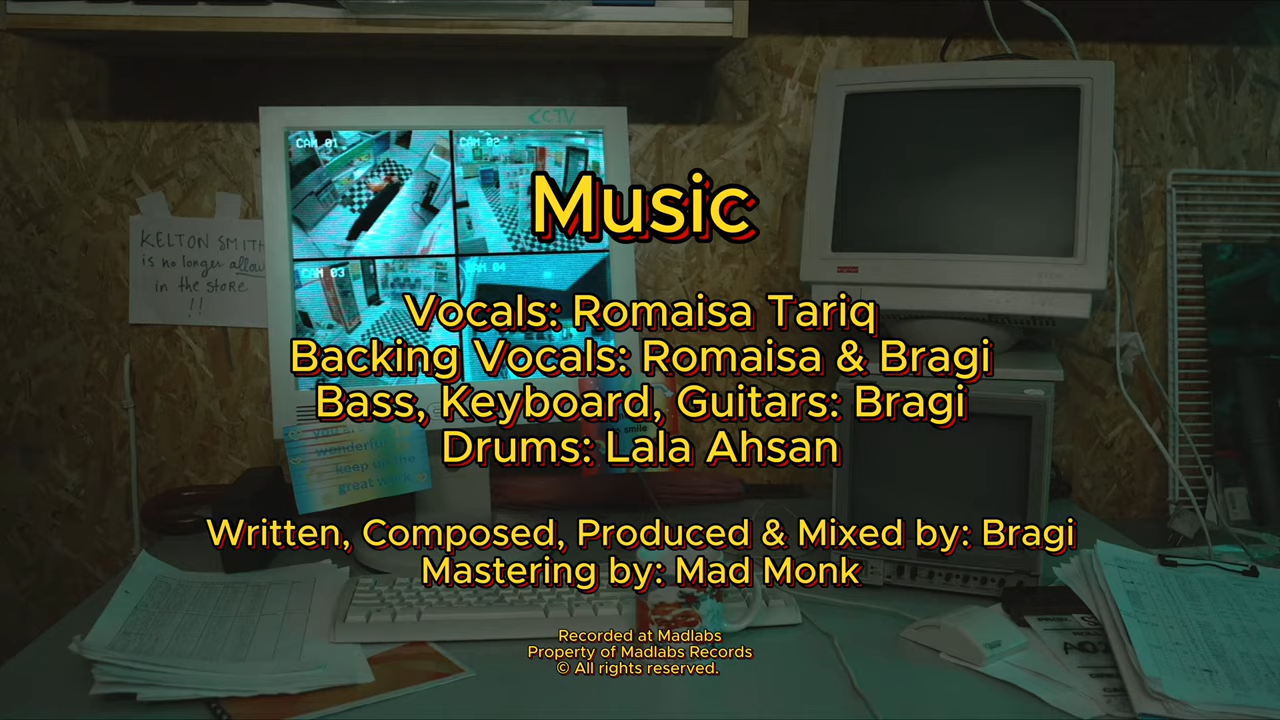 CCTV
CAM 01
CAM 02
CAM 03
CAM 04
KELTON SMITH
is no longer
in the store
!!
Music
Vocals: Romaisa Tariq
Backing Vocals: Romaisa & Bragi
Bass, Keyboard, Guitars: Bragi
Drums: Lala Ahsan
smile
wonderful
keep up the
great work
Written, Composed, Produced & Mixed by: Bragi
Mastering by: Mad Monk
Recorded at Madlabs
Property of Madlabs Records
© All rights reserved.